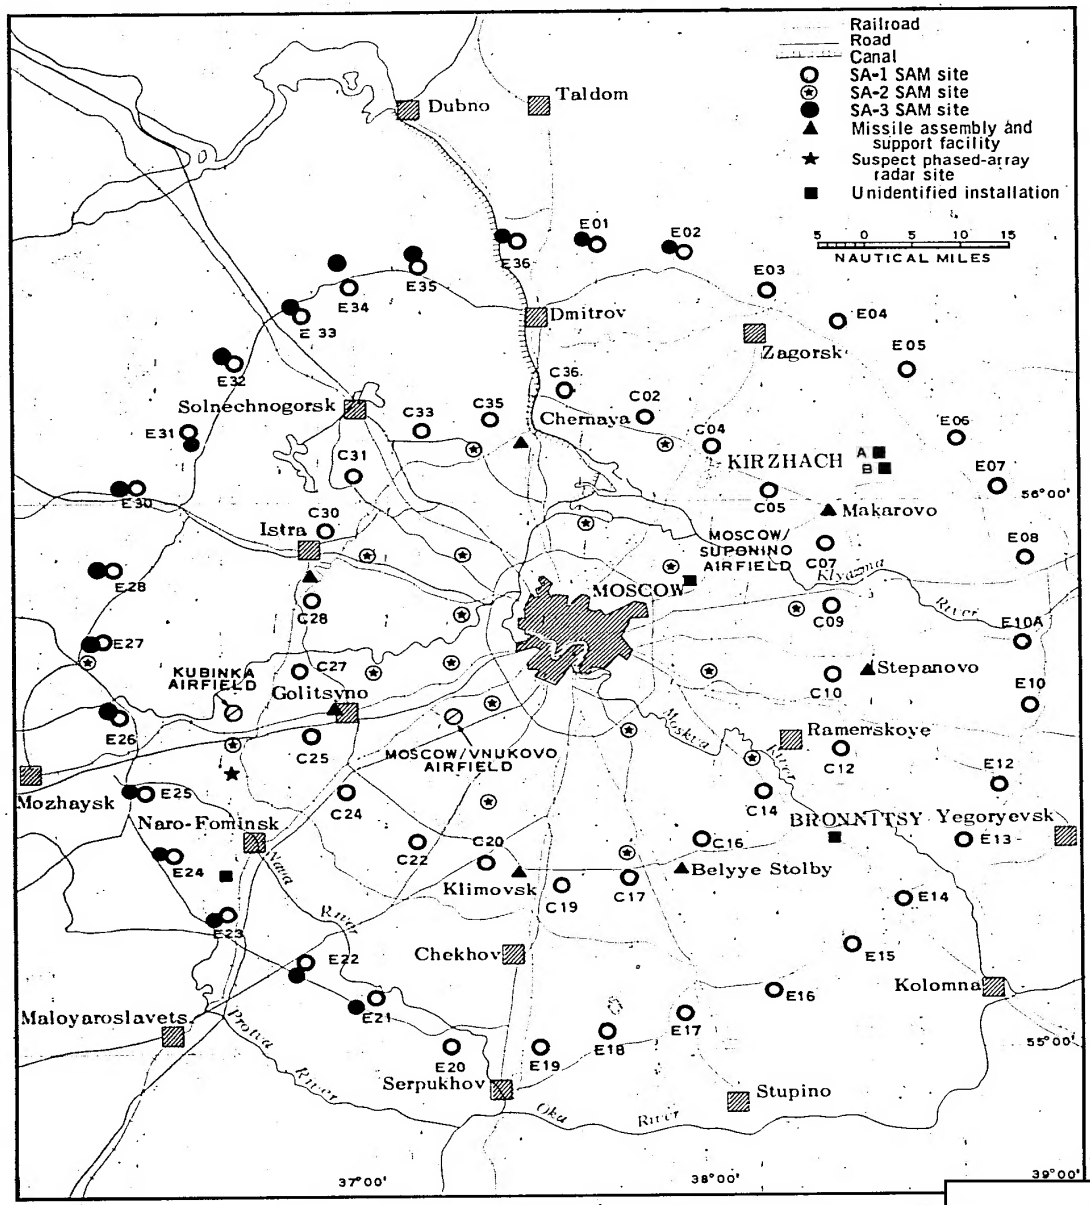 Railroad
Road
Canal
SA-1 SAM site
SA-2 SAM site
SA-3 SAM site
Missile assembly and
support facility
Suspect phased-array
radar site
Unidentified installation
5 0 5 10 15
NAUTICAL MILES
Dubno
Taldom
E01
E02
E36
E35
E03
E34
E04
E 33
Dmitrov
Zagorsk
E05
E32
C36
Solnechnogorsk
C35
C33
Chernaya
C02
C04
E06
E31
KIRZHACH
A
B
C31
E07
E30
C05
56°00'
Makarovo
C30
Istra
MOSCOW/
SUPONINO
AIRFIELD
E08
C07
Klyazma
River
E28
MOSCOW
C28
C09
E10A
E27
C27
KUBINKA
AIRFIELD
Golitsyno
Stepanovo
C10
E10
E26
Moskva
River
Ramenskoye
C25
MOSCOW/VNUKOVO
AIRFIELD
C12
Mozhaysk
E25
C24
C14
E12
Naro-Fominsk
BRONNITSY
Yegoryevsk
C22
C20
C16
E13
E24
Nava
River
Klimovsk
Belyye Stolby
C19
C17
E14
E23
E22
Chekhov
E15
Kolomna
E16
E21
Maloyaroslavets
Protva
River
E17
E18
E20
E19
55°00'
Serpukhov
Stupino
Oka
River
37°00'
38°00'
39°00'